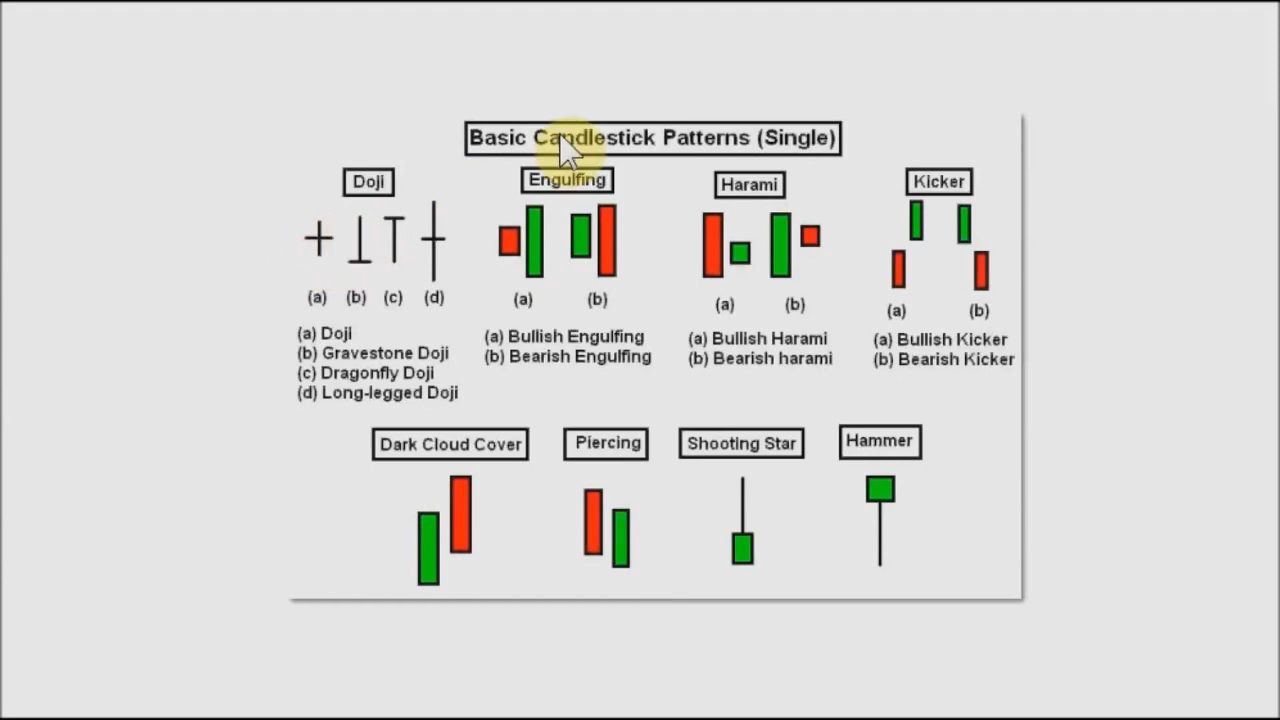 Basic Candlestick Patterns (Single)
Doji
Engulfing
Harami
Kicker
(a) (b) (c) (d)
(a) (b)
(a) (b)
(a) (b)
(a) Doji
(b) Gravestone Doji
(c) Dragonfly Doji
(d) Long-legged Doji
(a) Bullish Engulfing
(b) Bearish Engulfing
(a) Bullish Harami
(b) Bearish harami
(a) Bullish Kicker
(b) Bearish Kicker
Dark Cloud Cover
Piercing
Shooting Star
Hammer